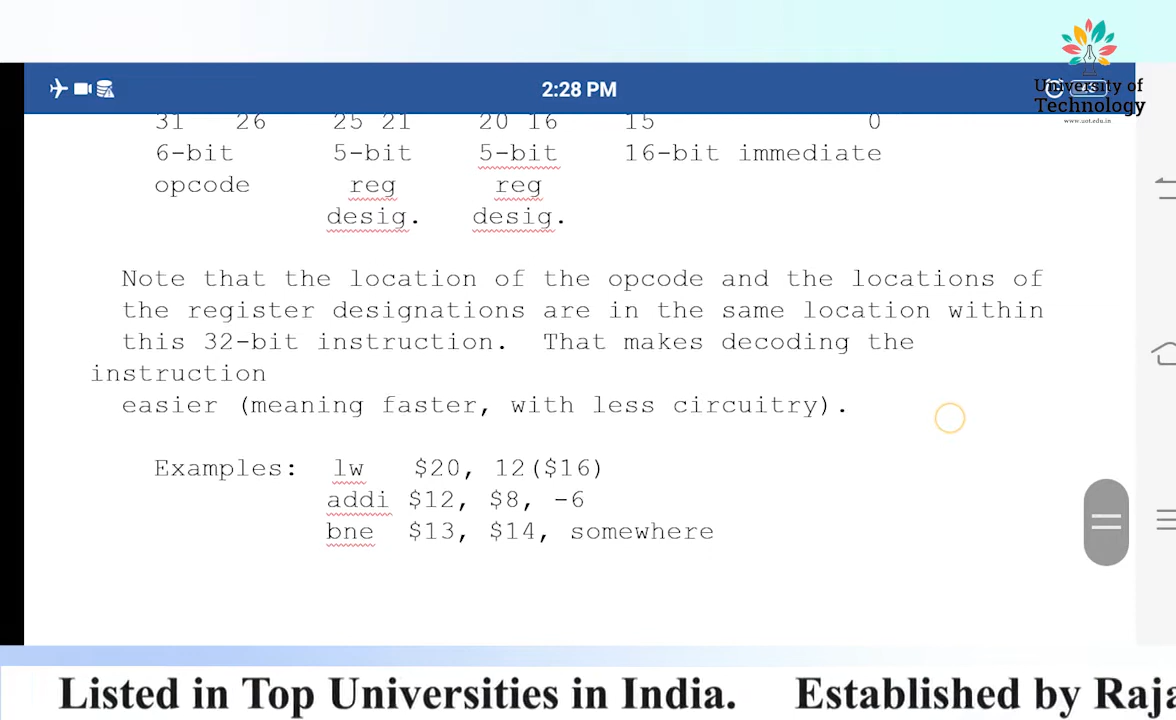 2:28 PM
University of
Technology
www.uot.edu.in
31 26 25 21 20 16 15 0
6-bit 5-bit 5-bit 16-bit immediate
opcode reg reg
desig. desig.
Note that the location of the opcode and the locations of
the register designations are in the same location within
this 32-bit instruction. That makes decoding the
instruction
easier (meaning faster, with less circuitry).
Examples: lw $20, 12($16)
addi $12, $8, -6
bne $13, $14, somewhere
Listed in Top Universities in India. Established by Raja